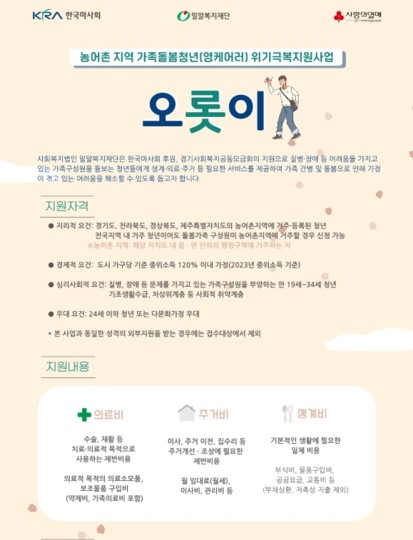 KRA 한국마사회
밀알복지재단
사랑의열매
농어촌 지역 가족돌봄청년(영케어러) 위기극복지원사업
오롯이
사회복지법인 밀알복지재단은 한국마사회 후원, 경기사회복지공동모금회의 지원으로 질병·장애 등 어려움을 가지고
있는 가족구성원을 돌보는 청년들에게 생계·의료·주거 등 필요한 서비스를 제공하며 가족 간병 및 돌봄으로 인해 가정
이 겪고 있는 어려움을 해소할 수 있도록 돕고자 합니다.
지원자격
● 지리적 요건: 경기도, 전라북도, 경상북도, 제주특별자치도의 농어촌지역에 거주·등록된 청년
전국지역 내 거주 청년이어도 돌봄가족 구성원이 농어촌지역에 거주할 경우 신청 가능
※농어촌 지역: 해당 자치도 내 읍·면 단위의 행정구역에 거주하는 자
● 경제적 요건: 도시 가구당 기준 중위소득 120% 이내 가정(2023년 중위소득 기준)
● 심리사회적 요건: 질병, 장애 등 문제를 가지고 있는 가족구성원을 부양하는 만 19세~34세 청년
기초생활수급, 차상위계층 등 사회적 취약계층
● 우대 요건: 24세 이하 청년 또는 다문화가정 우대
* 본 사업과 동일한 성격의 외부지원을 받는 경우에는 접수대상에서 제외
지원내용
의료비
수술, 재활 등
치료·의료적 목적으로
사용하는 제반비용
의료적 목적의 의료소모품,
보조물품 구입비
(약제비, 가족의료비 포함)
주거비
이사, 주거 이전, 집수리 등
주거개선·조성에 필요한
제반비용
월 임대료(월세),
이사비, 관리비 등
생계비
기본적인 생활에 필요한
일체 비용
부식비, 물품구입비,
공공요금, 교통비 등
(부채상환, 저축성 지출 제외)